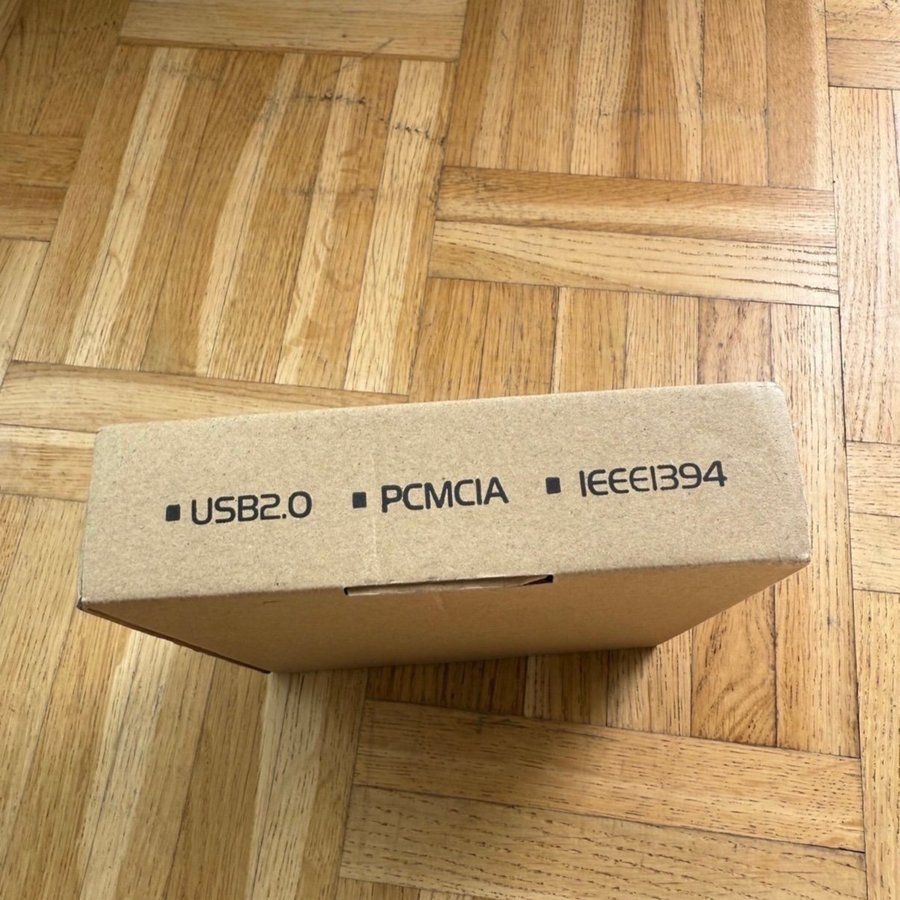 ▪ USB2.0 ▪ PCMCIA ▪ IEEE1394